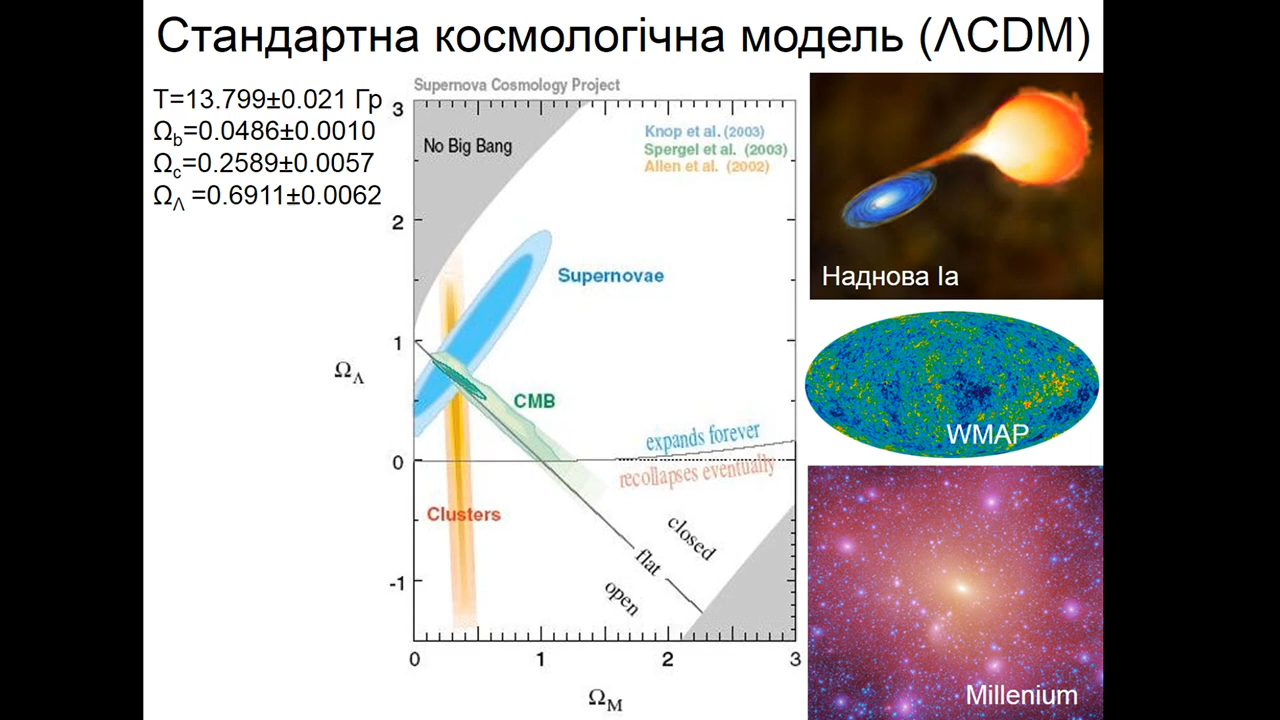 Стандартна космологічна модель (ΛCDM)
T=13.799±0.021 Гр
Ωb=0.0486±0.0010
Ωc=0.2589±0.0057
ΩΛ =0.6911±0.0062
Supernova Cosmology Project
3
No Big Bang
Knop et al. (2003)
Spergel et al. (2003)
Allen et al. (2002)
2
Supernovae
1
ΩΛ
CMB
expands forever
0
recollapses eventually
Clusters
closed
flat
-1
open
0
1
2
3
ΩM
Наднова Ia
WMAP
Millenium